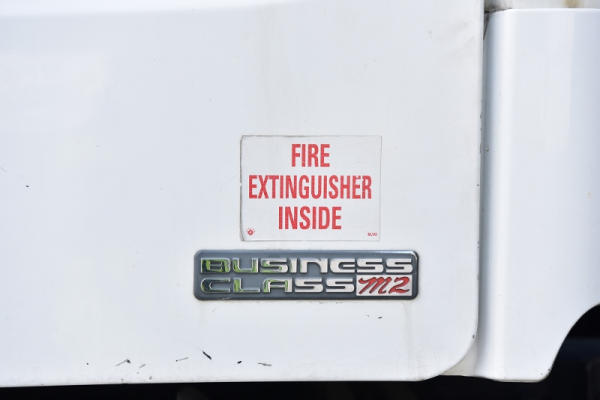 FIRE
EXTINGUISHER
INSIDE
BUSINESS
CLASS M2